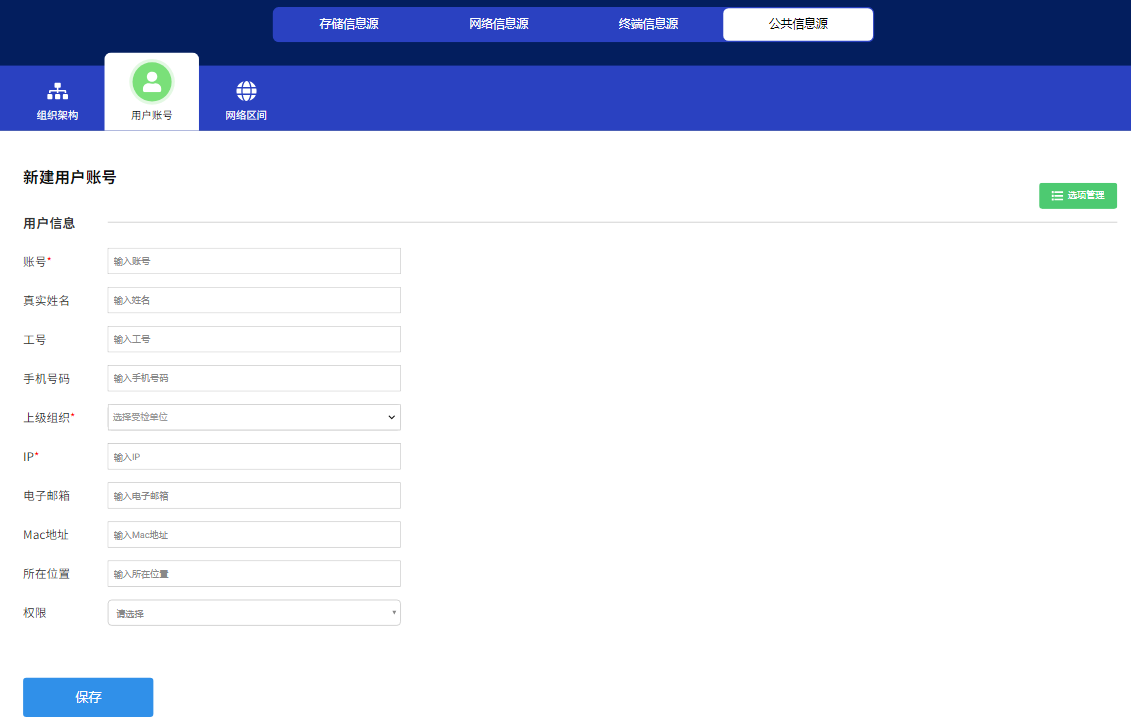 存储信息源 网络信息源 终端信息源 公共信息源
组织架构 用户账号 网络区间
新建用户账号
选项管理
用户信息
账号* 输入账号
真实姓名 输入姓名
工号 输入工号
手机号码 输入手机号码
上级组织* 选择受检单位
IP* 输入IP
电子邮箱 输入电子邮箱
Mac地址 输入Mac地址
所在位置 输入所在位置
权限 请选择
保存